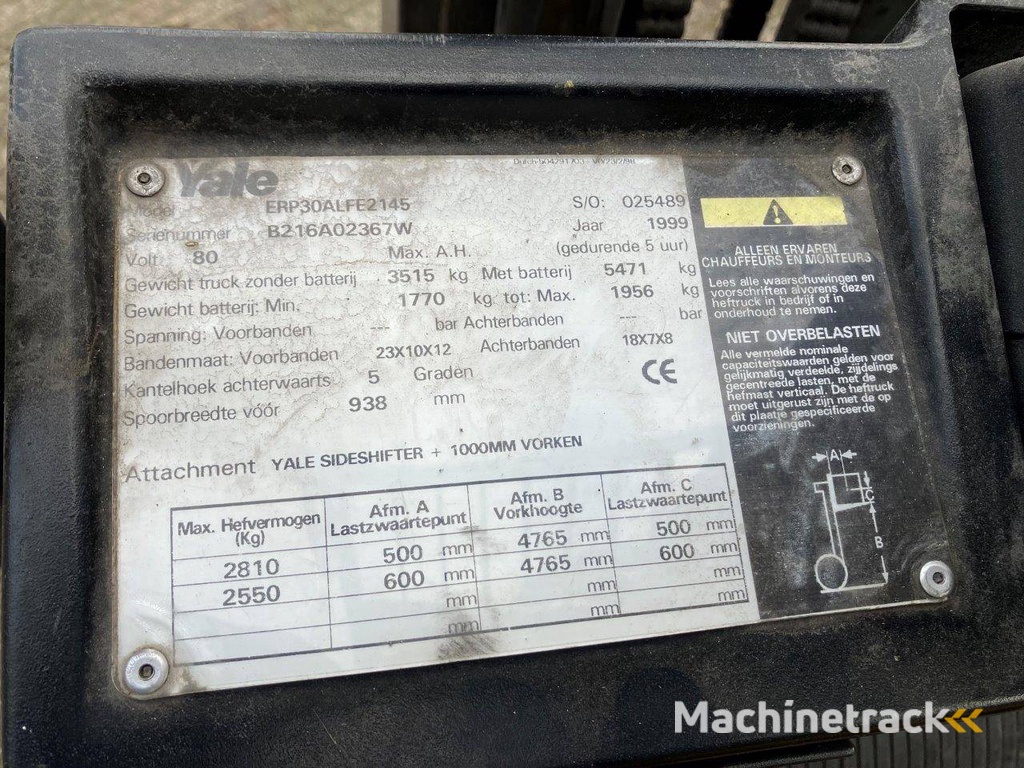 Yale
Model ERP30ALFE2145 S/O: 025489
Serienummer B216A02367W Jaar 1999
Volt 80 Max. A.H. (gedurende 5 uur)
Gewicht truck zonder batterij 3515 kg Met batterij 5471 kg
Gewicht batterij: Min. 1770 kg tot: Max. 1956 kg
Spanning: Voorbanden --- bar Achterbanden --- bar
Bandenmaat: Voorbanden 23X10X12 Achterbanden 18X7X8
Kantelhoek achterwaarts 5 Graden
CE
Spoorbreedte vóór 938 mm
Attachment YALE SIDESHIFTER + 1000MM VORKEN
Max. Hefvermogen (Kg) Afm. A Lastzwaartepunt Afm. B Vorkhoogte Afm. C Lastzwaartepunt
2810 500 mm 4765 mm 500 mm
2550 600 mm 4765 mm 600 mm
mm mm mm
mm mm mm
ALLEEN ERVAREN
CHAUFFEURS EN MONTEURS
Lees alle waarschuwingen en
voorschriften alvorens deze
heftruck in bedrijf of in
onderhoud te nemen.
NIET OVERBELASTEN
Alle vermelde nominale
capaciteitswaarden gelden voor
gelijkmatig verdeelde, zijdelings
gecentreerde lasten, met de
hefmast verticaal. De heftruck
moet uitgerust zijn met de op
dit plaatje gespecificeerde
voorzieningen.
A
C
B
Machinetrack